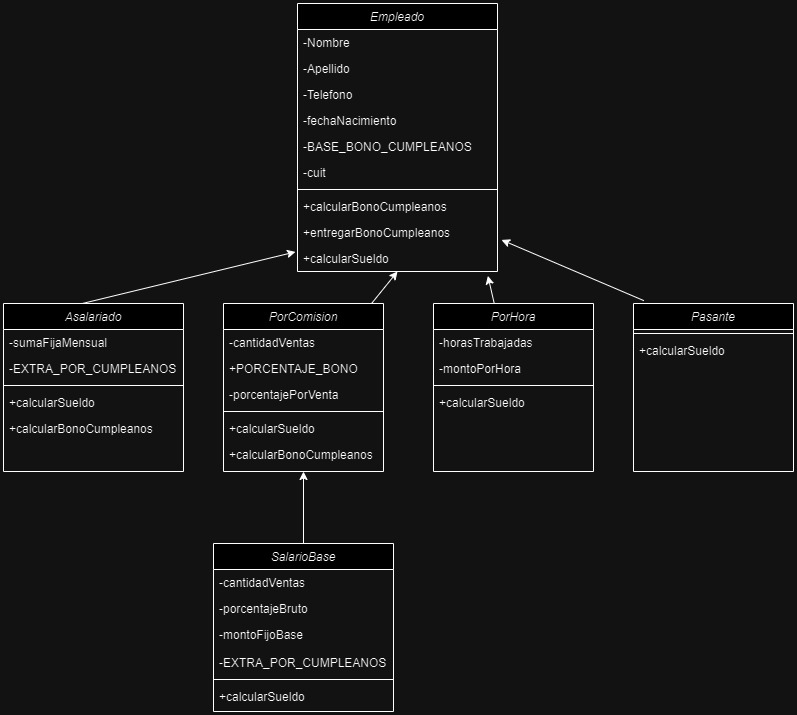 Empleado
-Nombre
-Apellido
-Telefono
-fechaNacimiento
-BASE_BONO_CUMPLEANOS
-cuit
+calcularBonoCumpleanos
+entregarBonoCumpleanos
+calcularSueldo
Asalariado
-sumaFijaMensual
-EXTRA_POR_CUMPLEANOS
+calcularSueldo
+calcularBonoCumpleanos
PorComision
-cantidadVentas
+PORCENTAJE_BONO
-porcentajePorVenta
+calcularSueldo
+calcularBonoCumpleanos
PorHora
-horasTrabajadas
-montoPorHora
+calcularSueldo
Pasante
+calcularSueldo
SalarioBase
-cantidadVentas
-porcentajeBruto
-montoFijoBase
-EXTRA_POR_CUMPLEANOS
+calcularSueldo